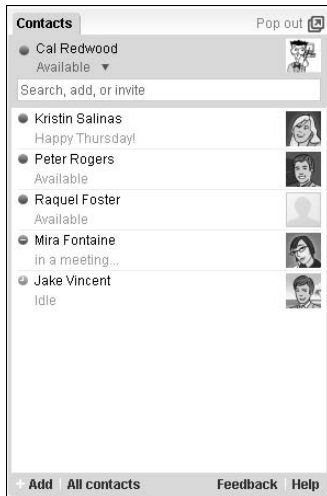 Contacts Pop out
Cal Redwood
Available
Search, add, or invite
Kristin Salinas
Happy Thursday!
Peter Rogers
Available
Raquel Foster
Available
Mira Fontaine
in a meeting...
Jake Vincent
Idle
+ Add All contacts Feedback Help